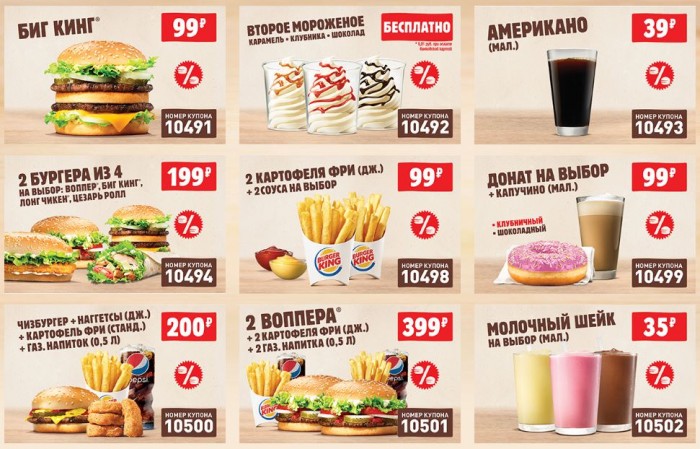 БИГ КИНГ®
99₽
НОМЕР КУПОНА
10491
ВТОРОЕ МОРОЖЕНОЕ
КАРАМЕЛЬ • КЛУБНИКА • ШОКОЛАД
БЕСПЛАТНО
НОМЕР КУПОНА
10492
АМЕРИКАНО
(МАЛ.)
39₽
НОМЕР КУПОНА
10493
2 БУРГЕРА ИЗ 4
НА ВЫБОР: ВОППЕР®, БИГ КИНГ®,
ЛОНГ ЧИКЕН®, ЦЕЗАРЬ РОЛЛ
199₽
НОМЕР КУПОНА
10494
2 КАРТОФЕЛЯ ФРИ (ДЖ.)
+ 2 СОУСА НА ВЫБОР
99₽
BURGER
KING
BURGER
KING
НОМЕР КУПОНА
10498
ДОНАТ НА ВЫБОР
+ КАПУЧИНО (МАЛ.)
• КЛУБНИЧНЫЙ
• ШОКОЛАДНЫЙ
99₽
НОМЕР КУПОНА
10499
ЧИЗБУРГЕР + НАГГЕТСЫ (ДЖ.)
+ КАРТОФЕЛЬ ФРИ (СТАНД.)
+ ГАЗ. НАПИТОК (0,5 Л)
200₽
pepsi
BURGER
KING
НОМЕР КУПОНА
10500
2 ВОППЕРА®
+ 2 КАРТОФЕЛЯ ФРИ (ДЖ.)
+ 2 ГАЗ. НАПИТКА (0,5 Л)
399₽
pepsi
НОМЕР КУПОНА
10501
МОЛОЧНЫЙ ШЕЙК
НА ВЫБОР (МАЛ.)
35₽
НОМЕР КУПОНА
10502